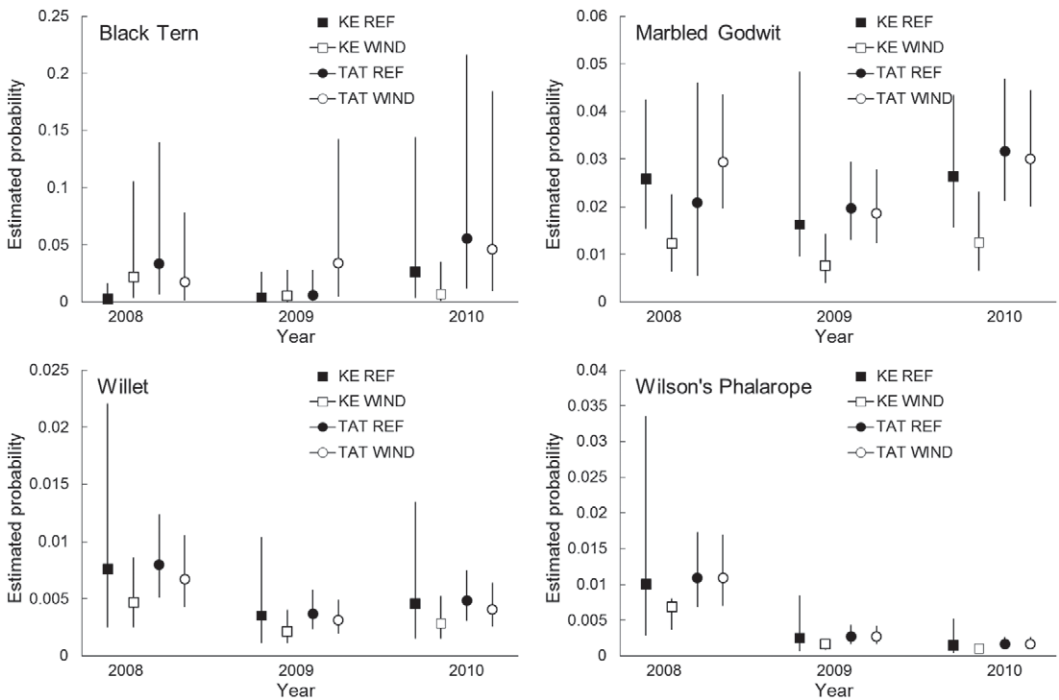 Black Tern
KE REF
KE WIND
TAT REF
TAT WIND
Estimated probability
0.25
0.2
0.15
0.1
0.05
0
2008
2009
2010
Year
Marbled Godwit
KE REF
KE WIND
TAT REF
TAT WIND
Estimated probability
0.06
0.05
0.04
0.03
0.02
0.01
0
2008
2009
2010
Year
Willet
KE REF
KE WIND
TAT REF
TAT WIND
Estimated probability
0.025
0.02
0.015
0.01
0.005
0
2008
2009
2010
Year
Wilson's Phalarope
KE REF
KE WIND
TAT REF
TAT WIND
Estimated probability
0.04
0.035
0.03
0.025
0.02
0.015
0.01
0.005
0
2008
2009
2010
Year